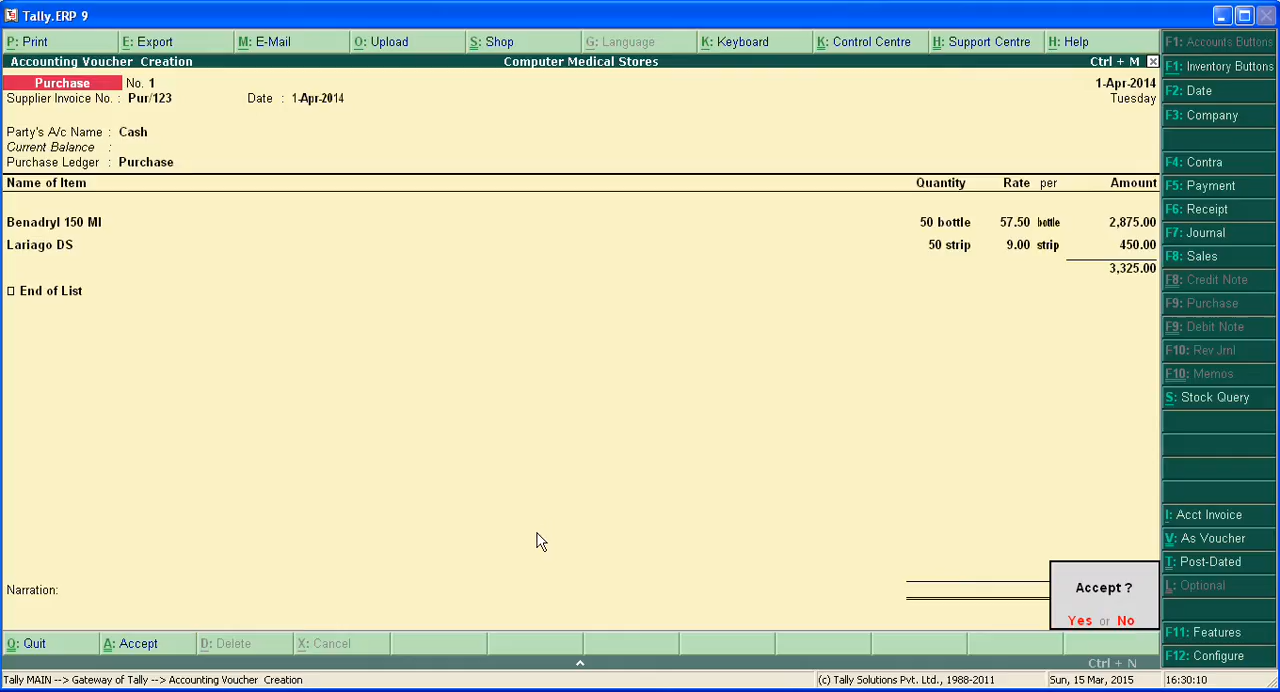 Tally.ERP 9
P: Print E: Export M: E-Mail O: Upload S: Shop G: Language K: Keyboard K: Control Centre H: Support Centre H: Help
Accounting Voucher Creation Computer Medical Stores Ctrl + M
Purchase No. 1 1-Apr-2014
Supplier Invoice No. : Pur/123 Date : 1-Apr-2014 Tuesday
Party's A/c Name : Cash
Current Balance :
Purchase Ledger : Purchase
Name of Item Quantity Rate per Amount
Benadryl 150 Ml 50 bottle 57.50 bottle 2,875.00
Lariago DS 50 strip 9.00 strip 450.00
3,325.00
End of List
Narration:
Accept ?
Yes or No
Q: Quit A: Accept D: Delete X: Cancel
Ctrl + N
F1: Accounts Buttons
F1: Inventory Buttons
F2: Date
F3: Company
F4: Contra
F5: Payment
F6: Receipt
F7: Journal
F8: Sales
F8: Credit Note
F9: Purchase
F9: Debit Note
F10: Rev Jrnl
F10: Memos
S: Stock Query
I: Acct Invoice
V: As Voucher
T: Post-Dated
L: Optional
F11: Features
F12: Configure
Tally MAIN --> Gateway of Tally --> Accounting Voucher Creation (c) Tally Solutions Pvt. Ltd., 1988-2011 Sun, 15 Mar, 2015 16:30:10